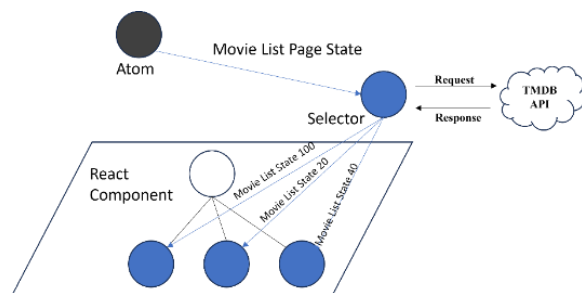 Movie List Page State
Atom
Request
TMDB
API
Response
Selector
React
Component
Movie List State 100
Movie List State 20
Movie List State 40